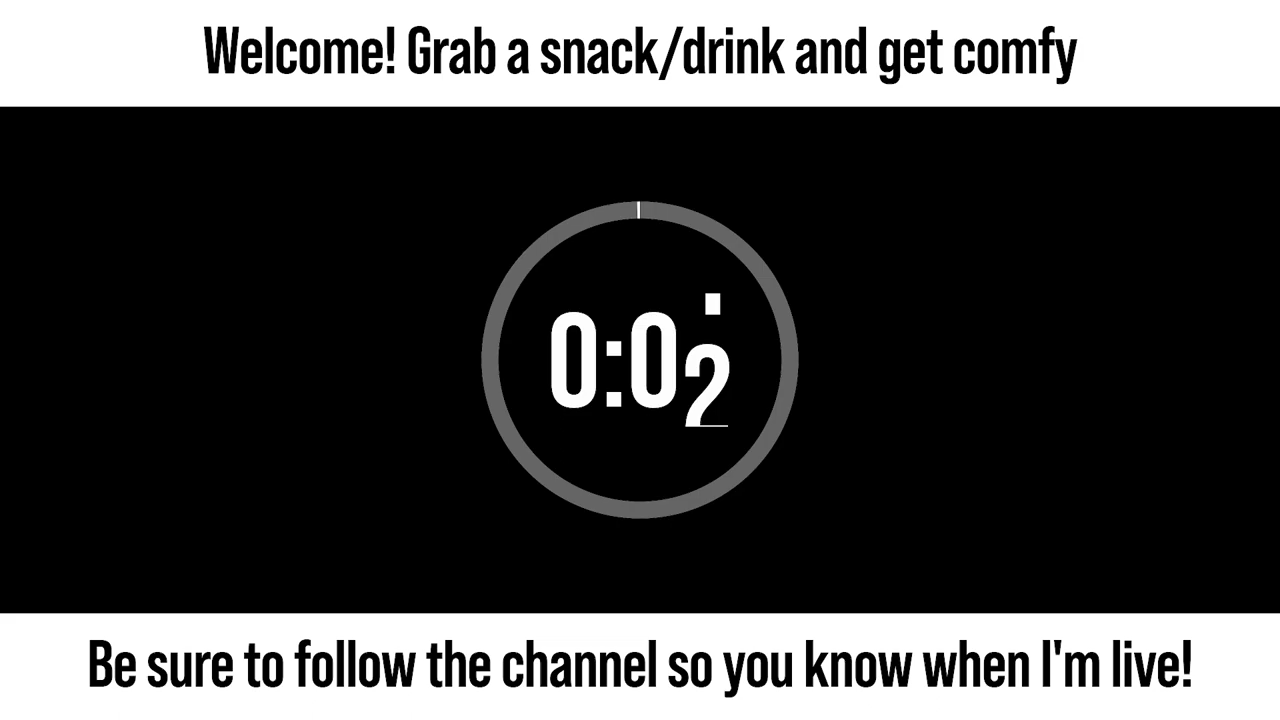 Welcome! Grab a snack/drink and get comfy
0:02
Be sure to follow the channel so you know when I'm live!